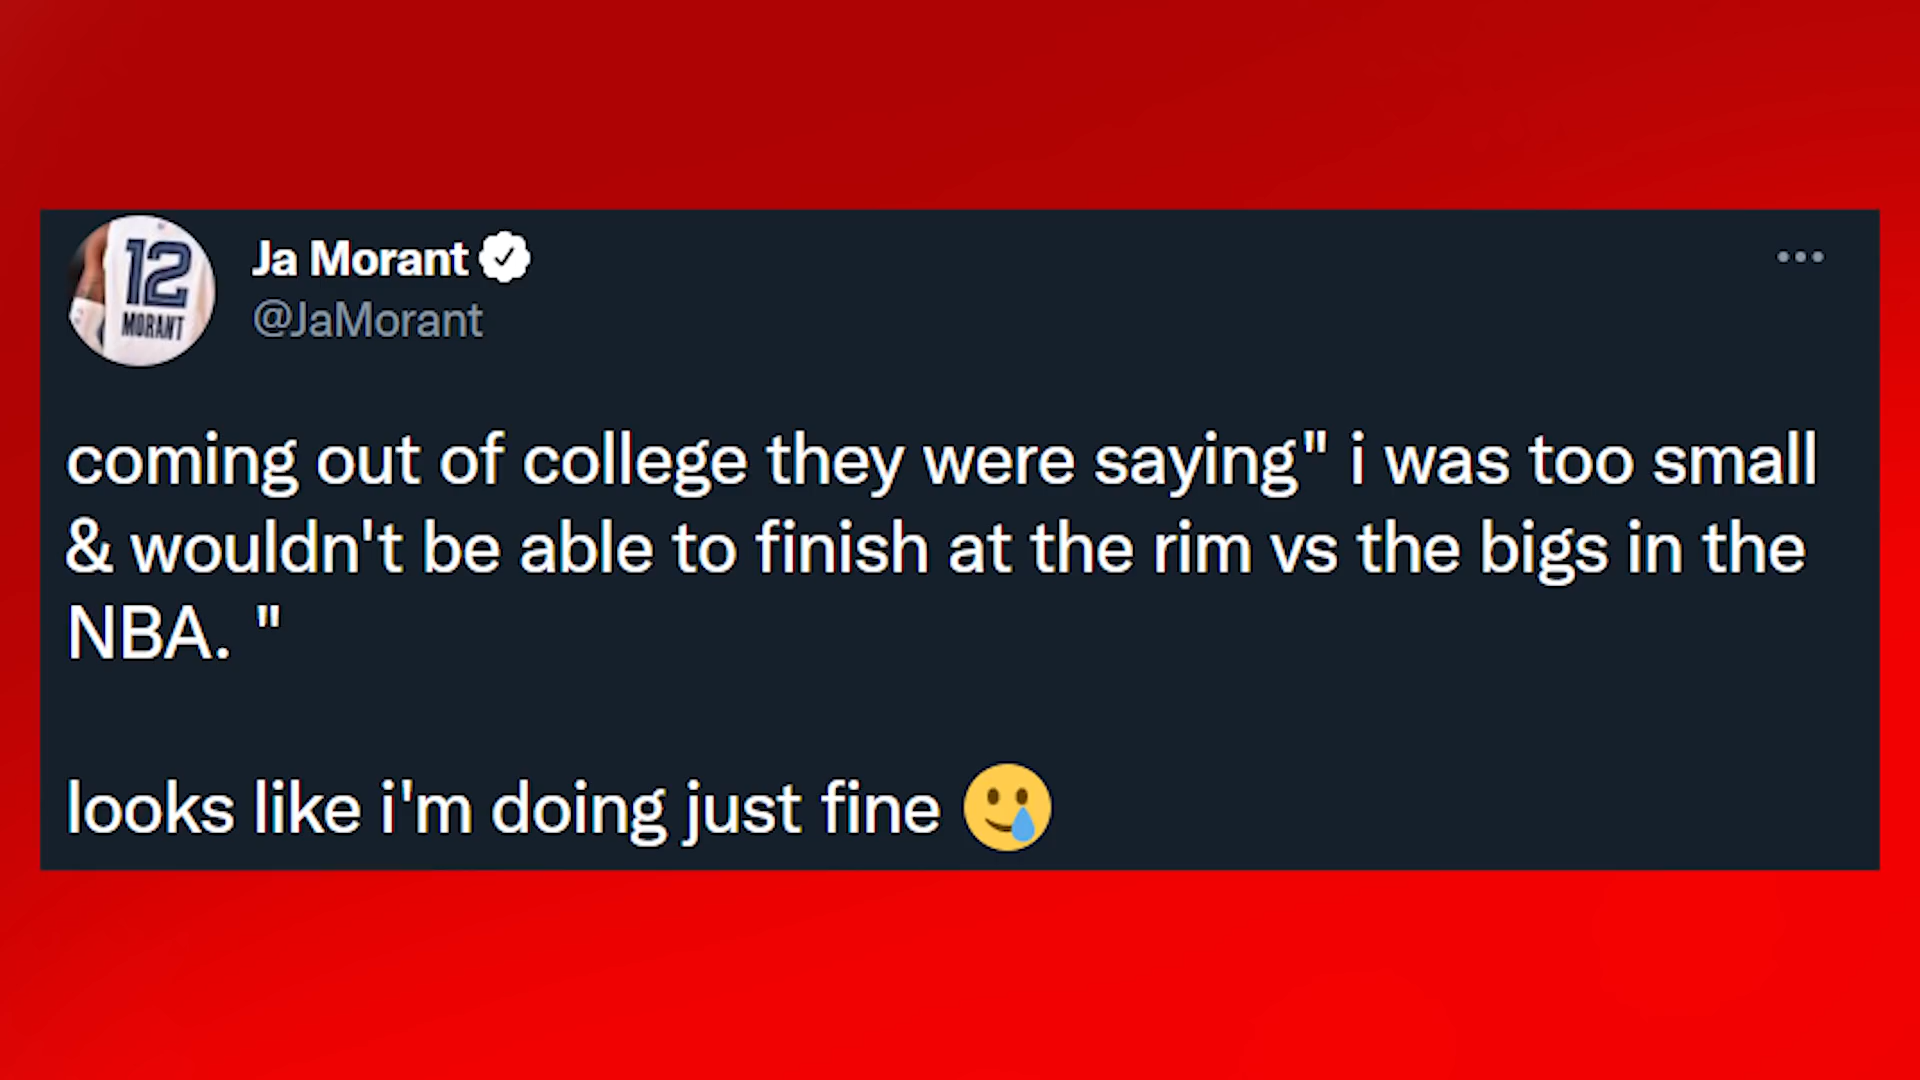 12
MORANT
Ja Morant
@JaMorant
coming out of college they were saying" i was too small
& wouldn't be able to finish at the rim vs the bigs in the
NBA. "
looks like i'm doing just fine 🥲